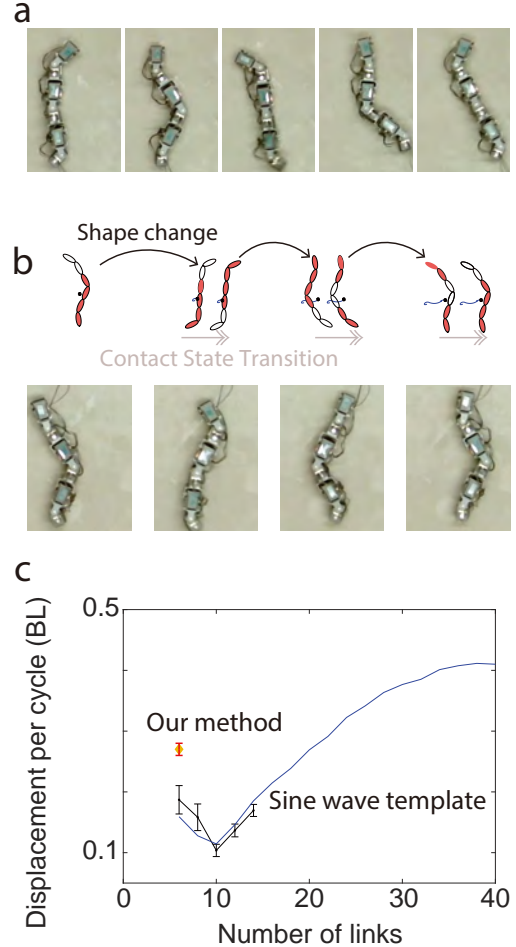 a
Shape change
b
Contact State Transition
c
Displacement per cycle (BL)
0.5
Our method
Sine wave template
0.1
0
10
20
30
40
Number of links